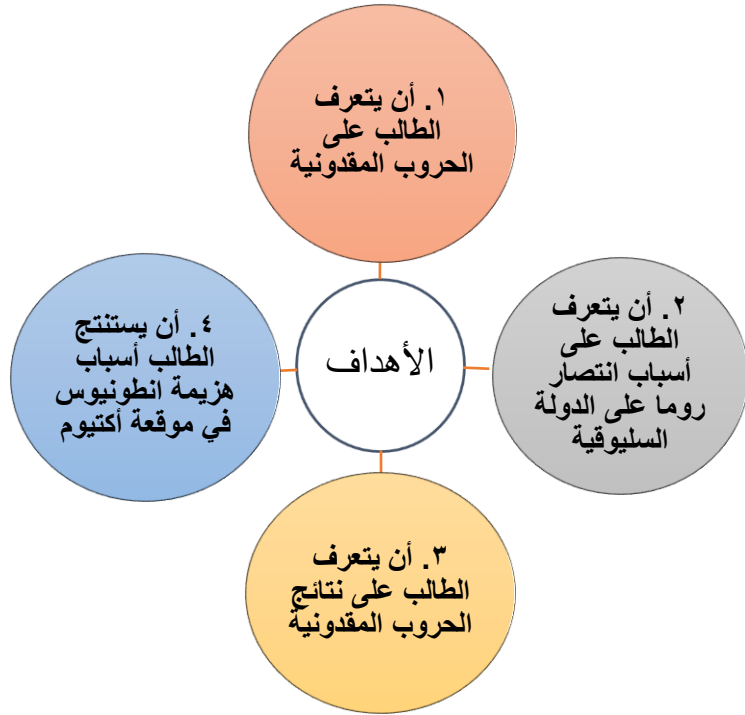 ١. أن يتعرف
الطالب على
الحروب المقدونية
الأهداف
٢. أن يتعرف
الطالب على
أسباب انتصار
روما على الدولة
السليوقية
٣. أن يتعرف
الطالب على نتائج
الحروب المقدونية
٤. أن يستنتج
الطالب أسباب
هزيمة انطونيوس
في موقعة أكتيوم